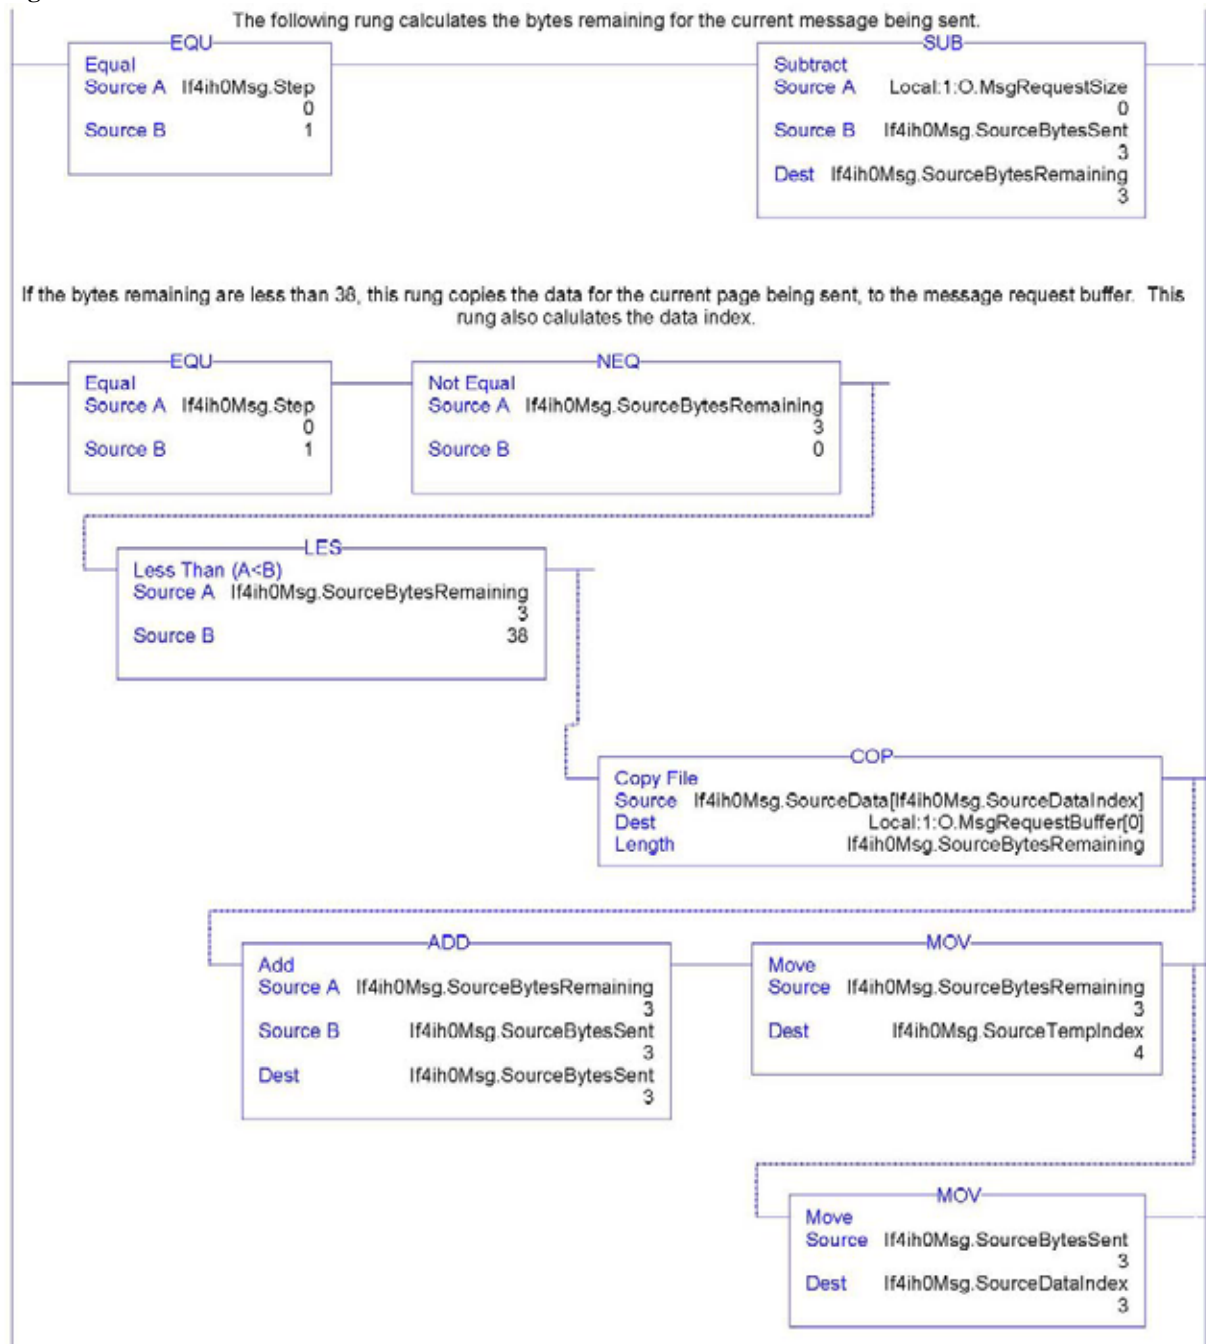 The following rung calculates the bytes remaining for the current message being sent.
EQU
Equal
Source A If4ih0Msg.Step
0
Source B 1
SUB
Subtract
Source A Local:1:O.MsgRequestSize
0
Source B If4ih0Msg.SourceBytesSent
3
Dest If4ih0Msg.SourceBytesRemaining
3
If the bytes remaining are less than 38, this rung copies the data for the current page being sent, to the message request buffer. This
rung also calulates the data index.
EQU
Equal
Source A If4ih0Msg.Step
0
Source B 1
NEQ
Not Equal
Source A If4ih0Msg.SourceBytesRemaining
3
Source B 0
LES
Less Than (A<B)
Source A If4ih0Msg.SourceBytesRemaining
3
Source B 38
COP
Copy File
Source If4ih0Msg.SourceData[If4ih0Msg.SourceDataIndex]
Dest Local:1:O.MsgRequestBuffer[0]
Length If4ih0Msg.SourceBytesRemaining
ADD
Add
Source A If4ih0Msg.SourceBytesRemaining
3
Source B If4ih0Msg.SourceBytesSent
3
Dest If4ih0Msg.SourceBytesSent
3
MOV
Move
Source If4ih0Msg.SourceBytesRemaining
3
Dest If4ih0Msg.SourceTempIndex
4
MOV
Move
Source If4ih0Msg.SourceBytesSent
3
Dest If4ih0Msg.SourceDataIndex
3